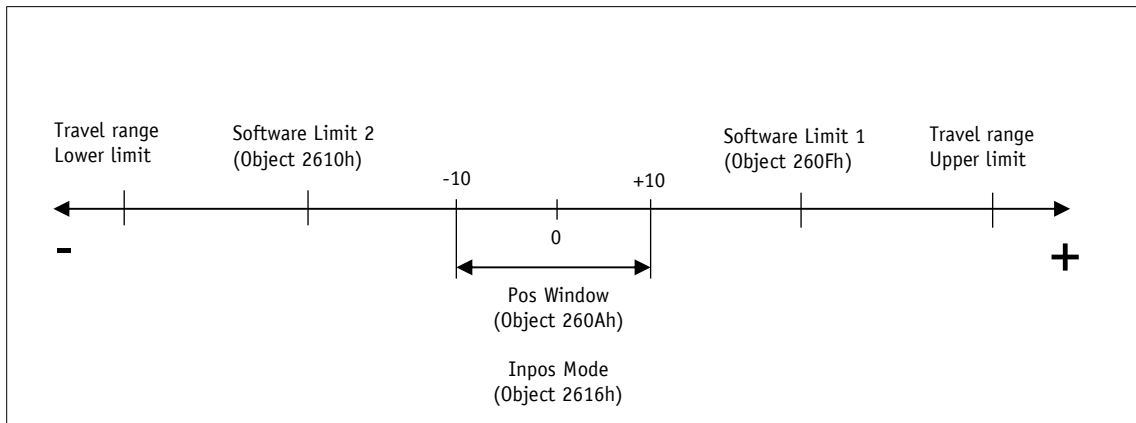 Travel range
Lower limit
Software Limit 2
(Object 2610h)
Software Limit 1
(Object 260Fh)
Travel range
Upper limit
-10
+10
0
-
+
Pos Window
(Object 260Ah)
Inpos Mode
(Object 2616h)